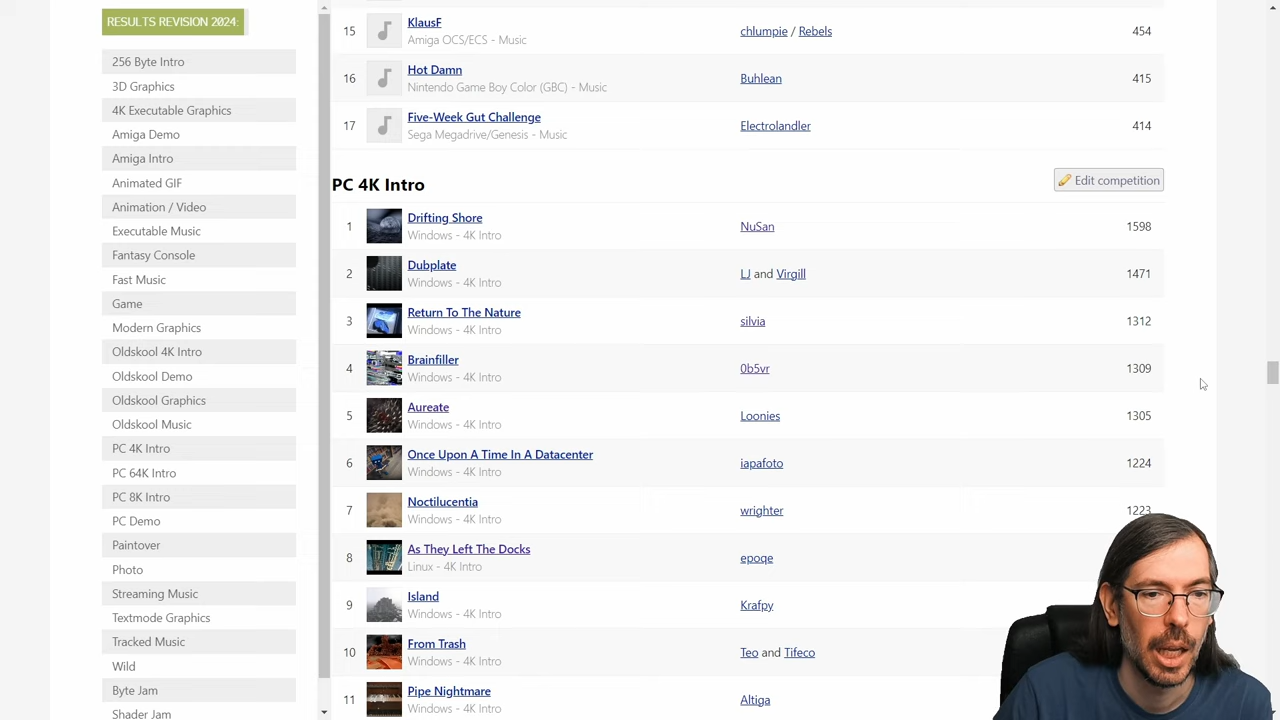 RESULTS REVISION 2024:
256 Byte Intro
3D Graphics
4K Executable Graphics
Amiga Demo
Amiga Intro
Animated GIF
Animation / Video
Executable Music
Fantasy Console
Fast Music
Game
Modern Graphics
Oldskool 4K Intro
Oldskool Demo
Oldskool Graphics
Oldskool Music
PC 4K Intro
PC 64K Intro
PC 8K Intro
PC Demo
Paintover
Photo
Streaming Music
Textmode Graphics
Tracked Music
Wild
Byte Jam
Shader Jam
15 KlausF chlumpie / Rebels 454
Amiga OCS/ECS - Music
16 Hot Damn Buhlean 415
Nintendo Game Boy Color (GBC) - Music
17 Five-Week Gut Challenge Electrolandler 414
Sega Megadrive/Genesis - Music
PC 4K Intro Edit competition
1 Drifting Shore NuSan 1598
Windows - 4K Intro
2 Dubplate LJ and Virgill 1471
Windows - 4K Intro
3 Return To The Nature silvia 1312
Windows - 4K Intro
4 Brainfiller 0b5vr 1309
Windows - 4K Intro
5 Aureate Loonies 1305
Windows - 4K Intro
6 Once Upon A Time In A Datacenter iapafoto 1224
Windows - 4K Intro
7 Noctilucentia wrighter 1223
Windows - 4K Intro
8 As They Left The Docks epoqe
Linux - 4K Intro
9 Island Krafpy
Windows - 4K Intro
10 From Trash Teo and Tifeco
Windows - 4K Intro
11 Pipe Nightmare Altiga
Windows - 4K Intro